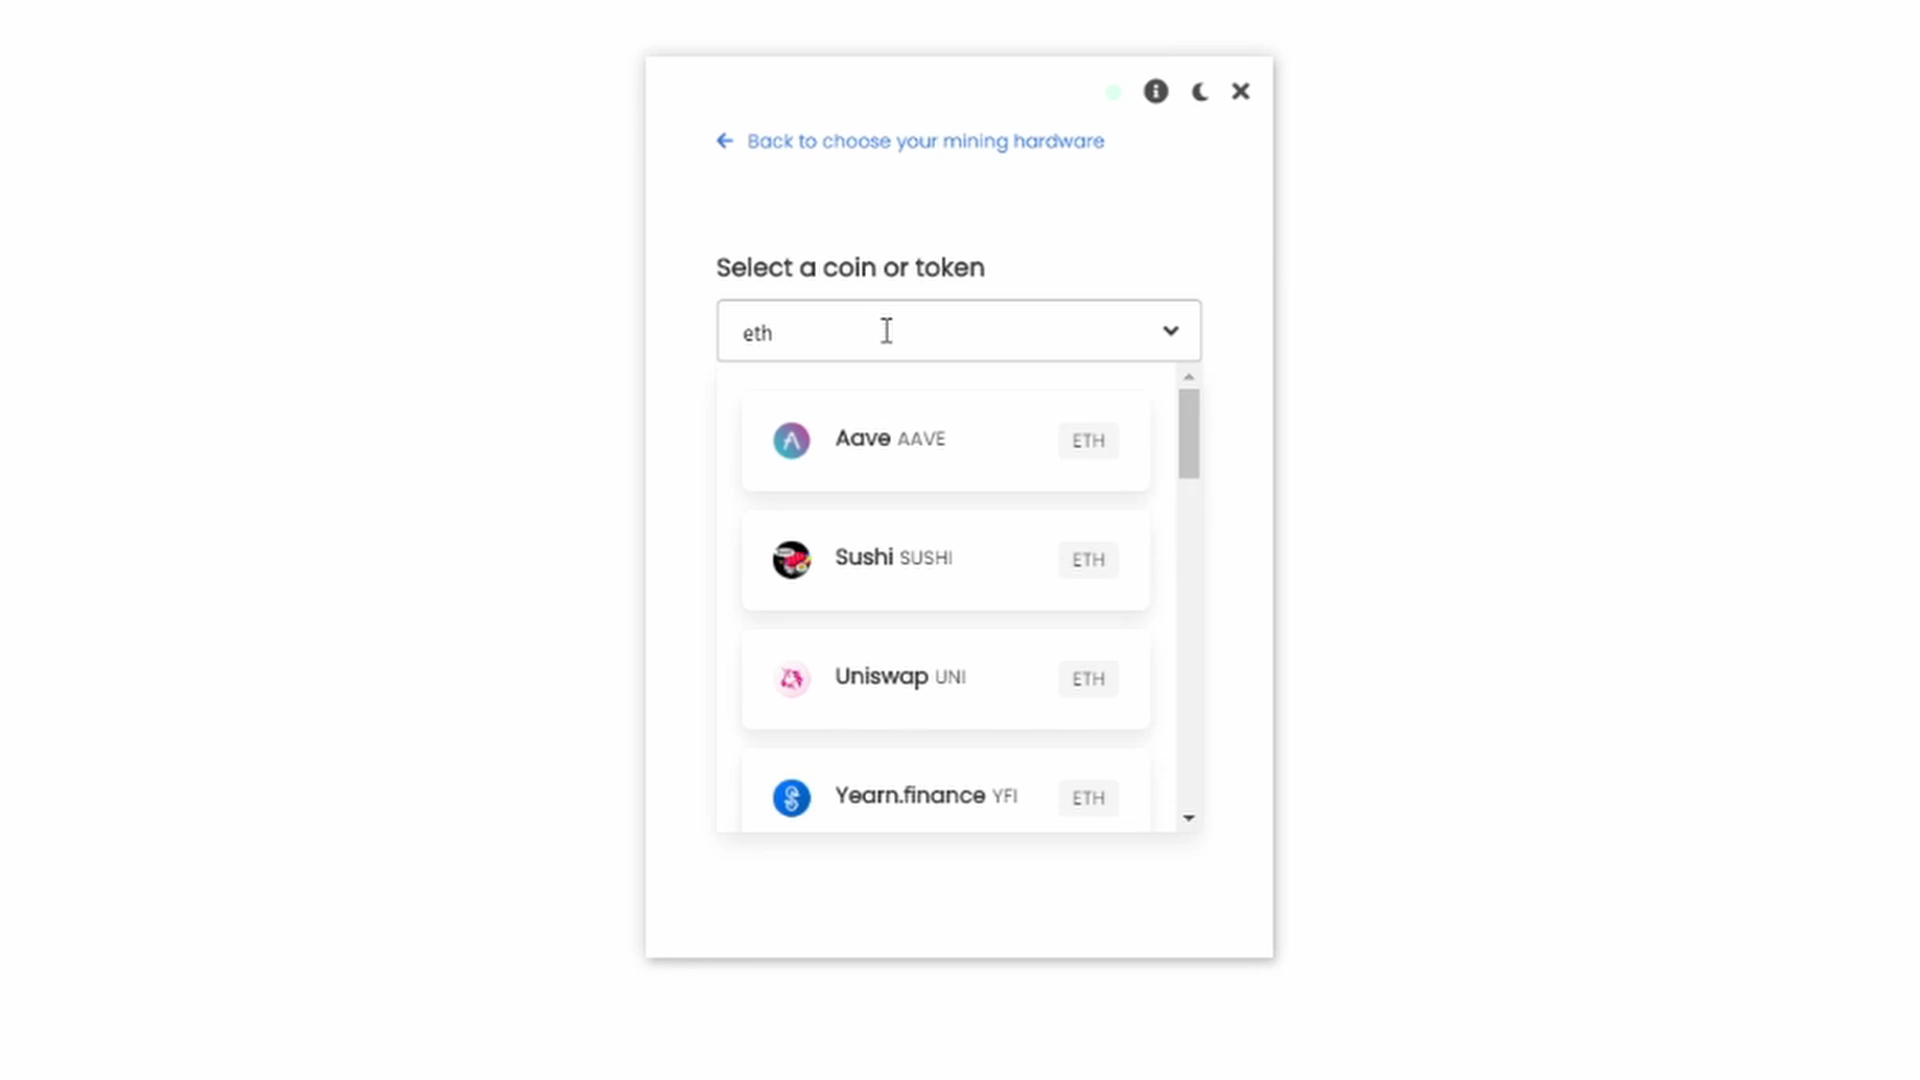 Back to choose your mining hardware
Select a coin or token
eth
Aave AAVE ETH
Sushi SUSHI ETH
Uniswap UNI ETH
Yearn.finance YFI ETH